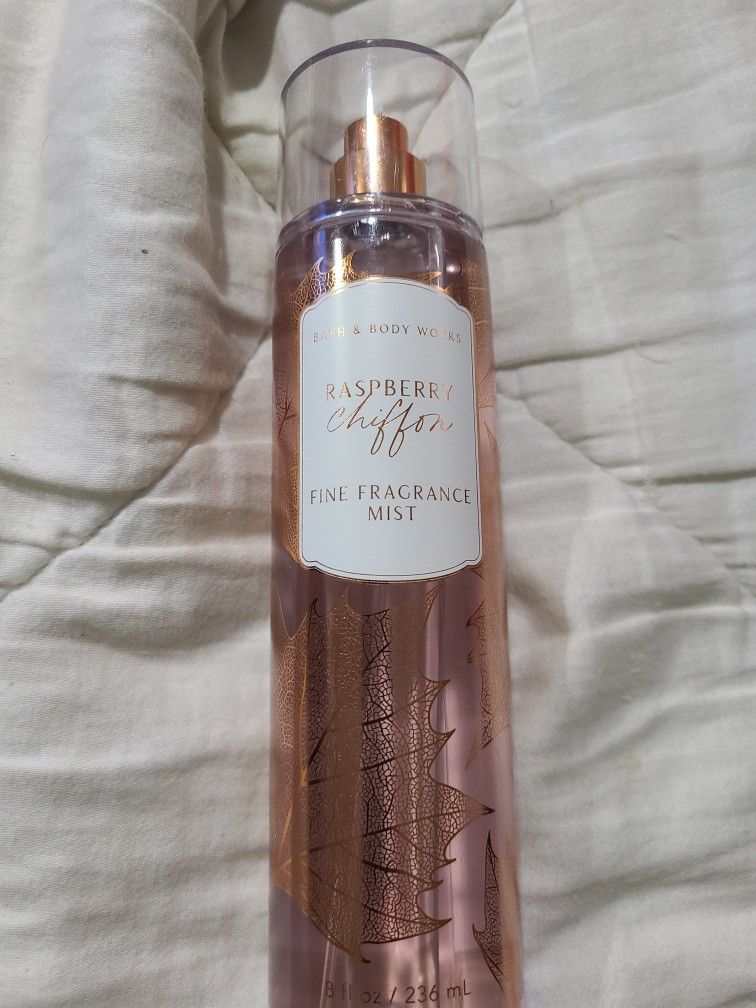 BATH & BODY WORKS
RASPBERRY
Chiffon
FINE FRAGRANCE
MIST
8 fl oz / 236 mL